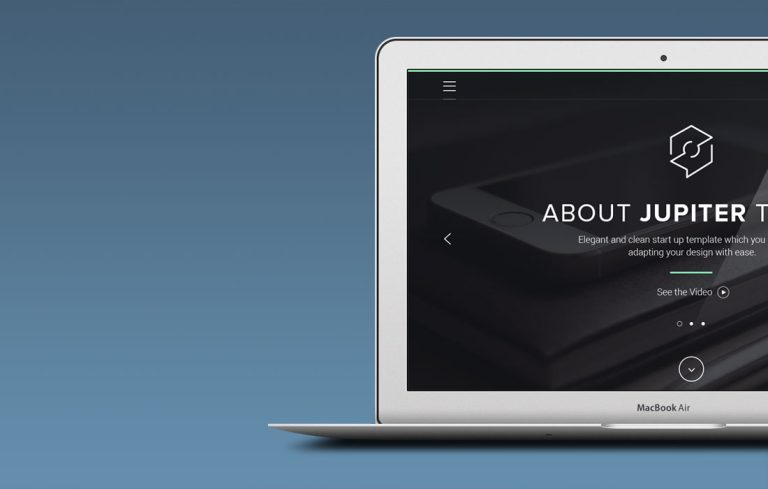 ABOUT JUPITER T
Elegant and clean start up template which you
adapting your design with ease.
See the Video
MacBook Air